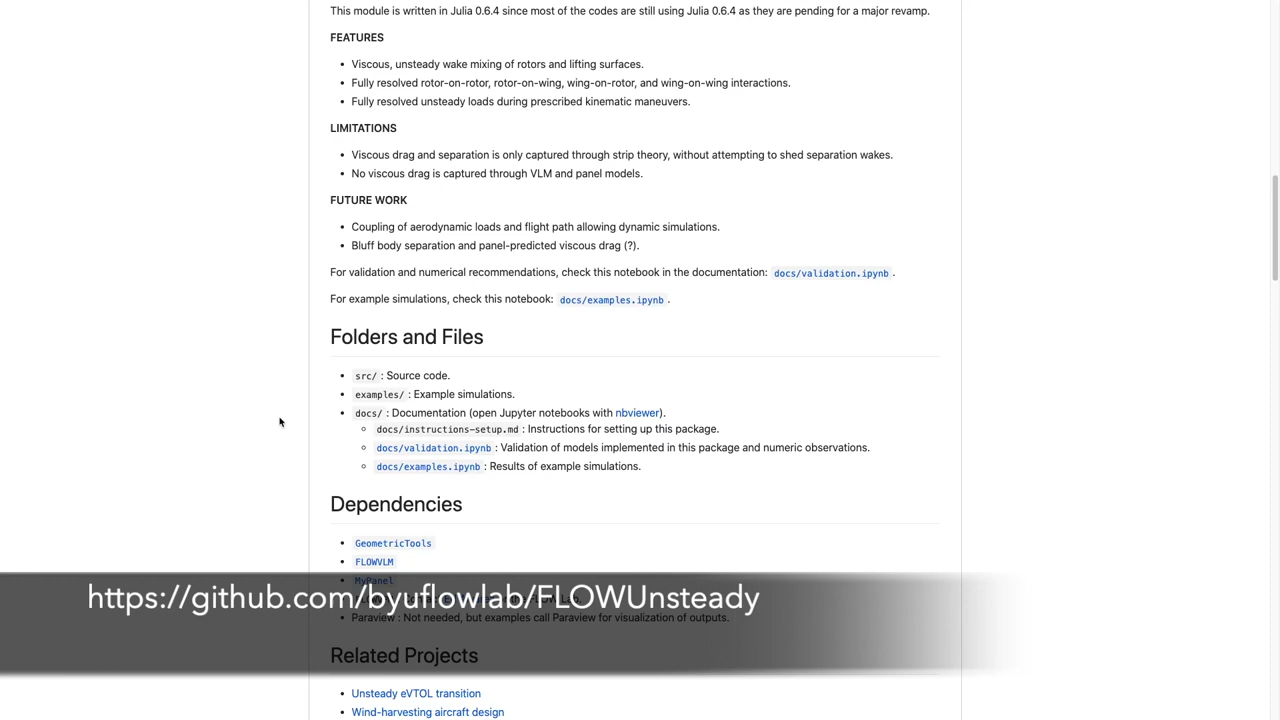 This module is written in Julia 0.6.4 since most of the codes are still using Julia 0.6.4 as they are pending for a major revamp.
FEATURES
• Viscous, unsteady wake mixing of rotors and lifting surfaces.
• Fully resolved rotor-on-rotor, rotor-on-wing, wing-on-rotor, and wing-on-wing interactions.
• Fully resolved unsteady loads during prescribed kinematic maneuvers.
LIMITATIONS
• Viscous drag and separation is only captured through strip theory, without attempting to shed separation wakes.
• No viscous drag is captured through VLM and panel models.
FUTURE WORK
• Coupling of aerodynamic loads and flight path allowing dynamic simulations.
• Bluff body separation and panel-predicted viscous drag (?).
For validation and numerical recommendations, check this notebook in the documentation: docs/validation.ipynb .
For example simulations, check this notebook: docs/examples.ipynb .
Folders and Files
• src/ : Source code.
• examples/ : Example simulations.
• docs/ : Documentation (open Jupyter notebooks with nbviewer).
◦ docs/instructions-setup.md : Instructions for setting up this package.
◦ docs/validation.ipynb : Validation of models implemented in this package and numeric observations.
◦ docs/examples.ipynb : Results of example simulations.
Dependencies
• GeometricTools
• FLOWVLM
• MyPanel
https://github.com/byuflowlab/FLOWUnsteady
• Paraview : Not needed, but examples call Paraview for visualization of outputs.
Related Projects
• Unsteady eVTOL transition
• Wind-harvesting aircraft design